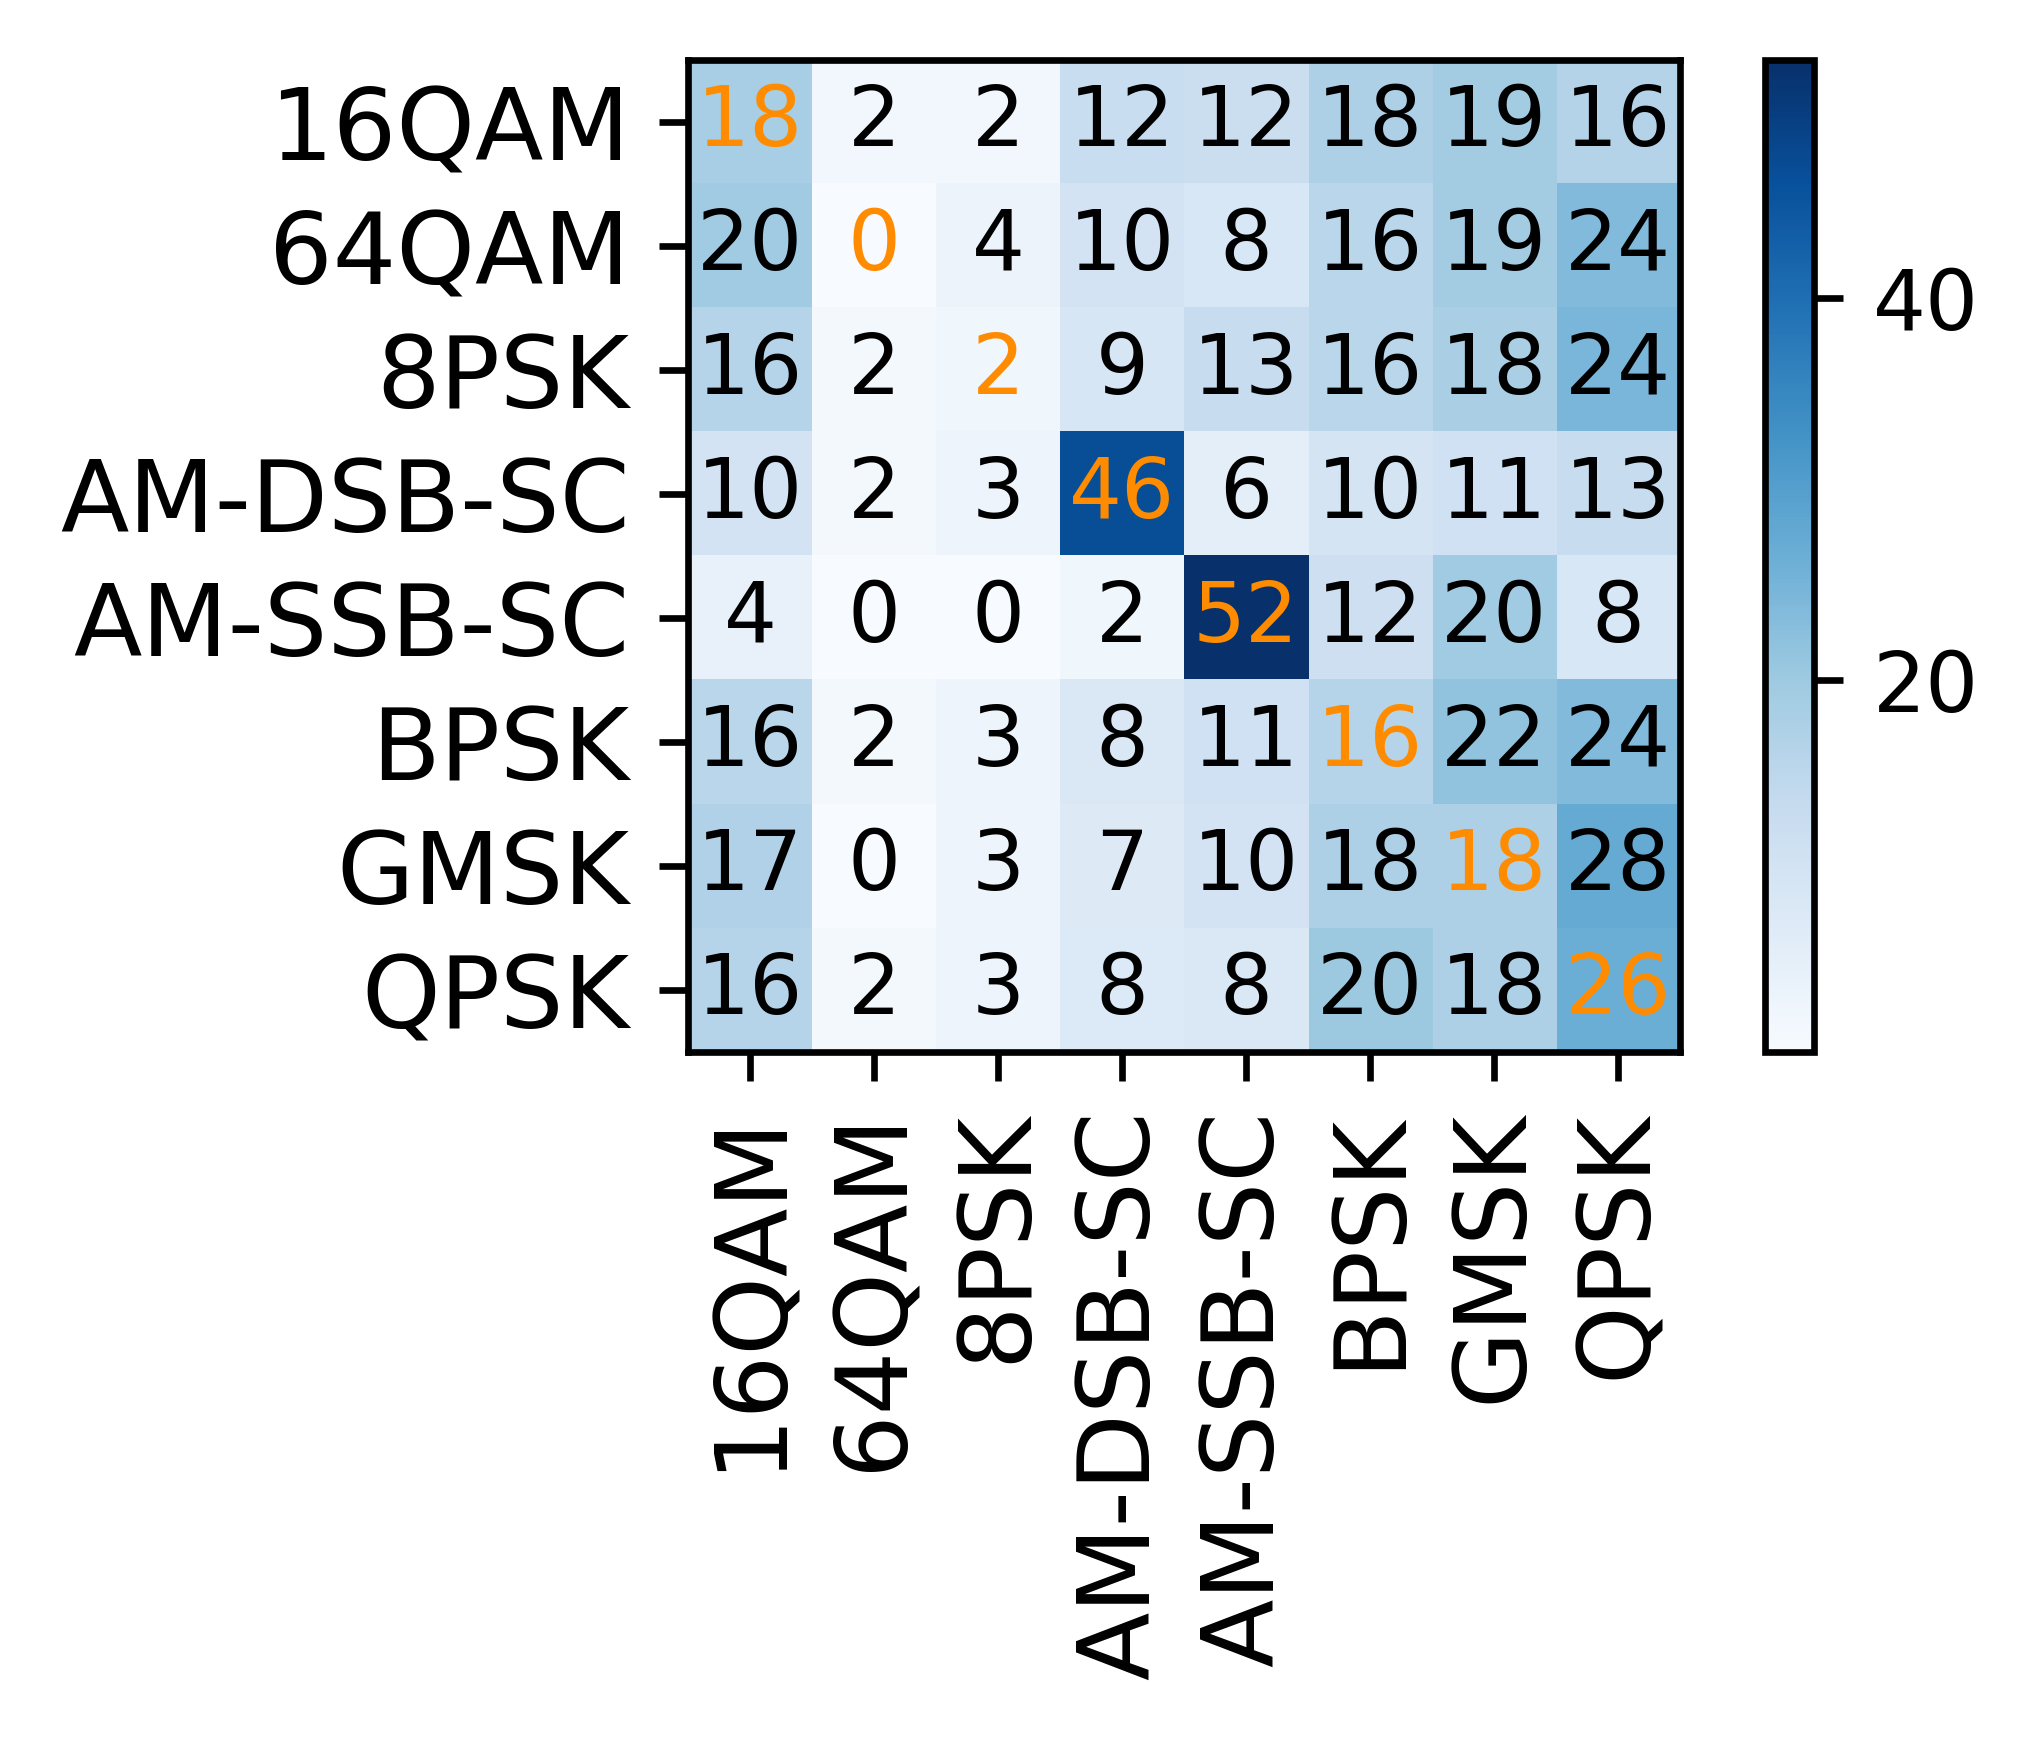 16QAM 18 2 2 12 12 18 19 16
64QAM 20 0 4 10 8 16 19 24
8PSK 16 2 2 9 13 16 18 24
AM-DSB-SC 10 2 3 46 6 10 11 13
AM-SSB-SC 4 0 0 2 52 12 20 8
BPSK 16 2 3 8 11 16 22 24
GMSK 17 0 3 7 10 18 18 28
QPSK 16 2 3 8 8 20 18 26
16QAM
64QAM
8PSK
AM-DSB-SC
AM-SSB-SC
BPSK
GMSK
QPSK
40
20